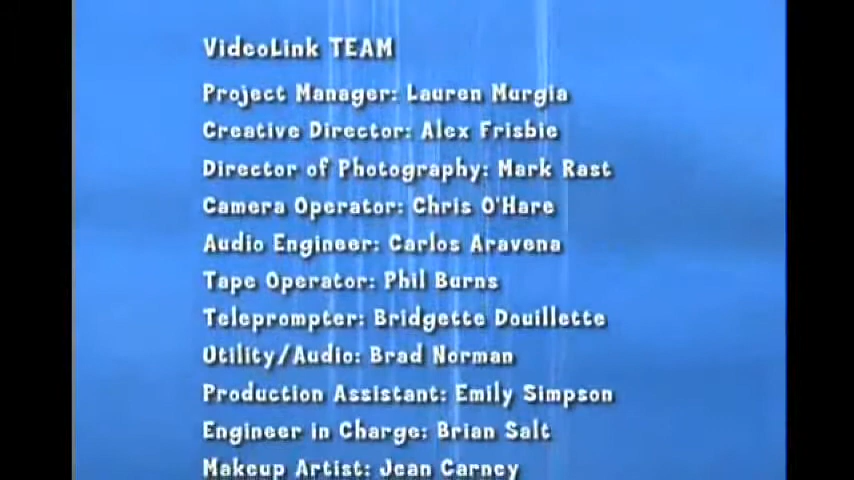 VideoLink TEAM
Project Manager: Lauren Murgia
Creative Director: Alex Frisbie
Director of Photography: Mark Rast
Camera Operator: Chris O'Hare
Audio Engineer: Carlos Aravena
Tape Operator: Phil Burns
Teleprompter: Bridgette Douillette
Utility/Audio: Brad Norman
Production Assistant: Emily Simpson
Engineer in Charge: Brian Salt
Makeup Artist: Jean Carney